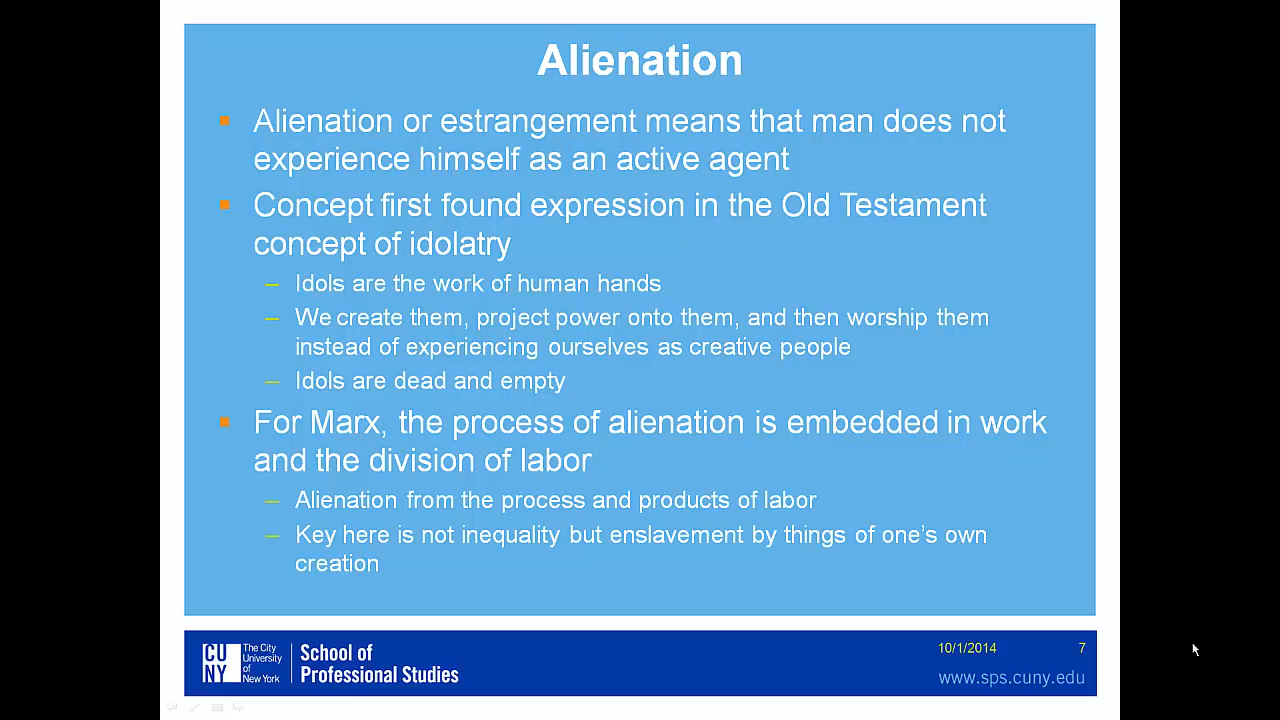 Alienation
Alienation or estrangement means that man does not
experience himself as an active agent
Concept first found expression in the Old Testament
concept of idolatry
– Idols are the work of human hands
– We create them, project power onto them, and then worship them
instead of experiencing ourselves as creative people
– Idols are dead and empty
For Marx, the process of alienation is embedded in work
and the division of labor
– Alienation from the process and products of labor
– Key here is not inequality but enslavement by things of one’s own
creation
CU
NY
The City
University
of
New York
School of
Professional Studies
10/1/2014
7
www.sps.cuny.edu